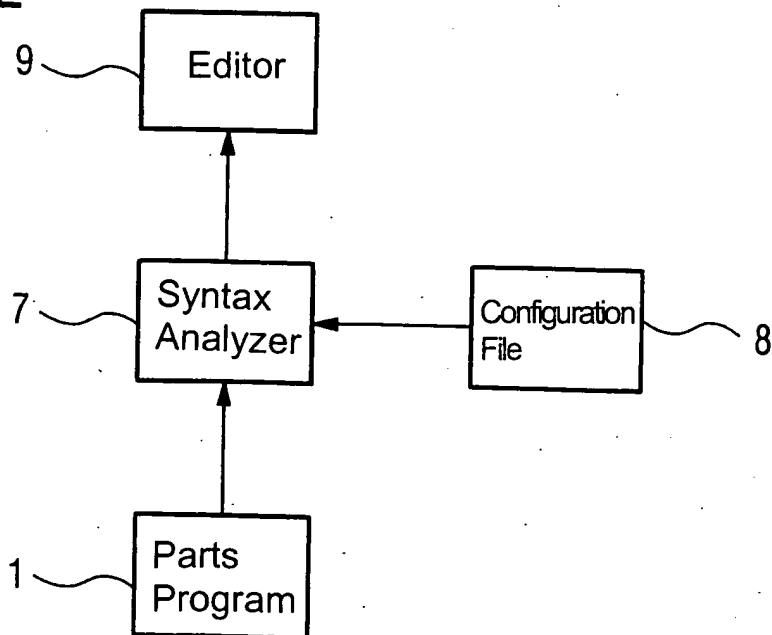 9
Editor
7
Syntax
Analyzer
Configuration
File
8
1
Parts
Program